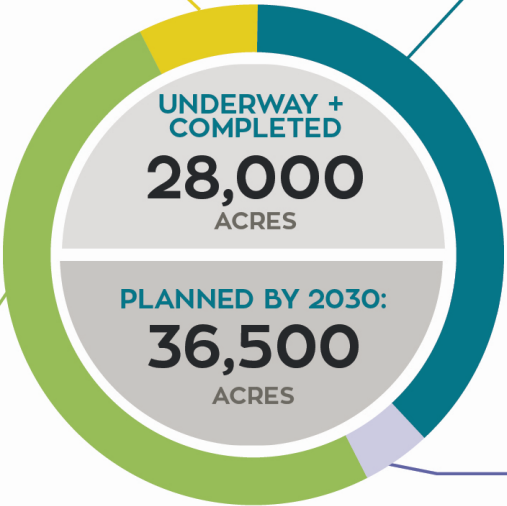 UNDERWAY +
COMPLETED
28,000
ACRES
PLANNED BY 2030:
36,500
ACRES